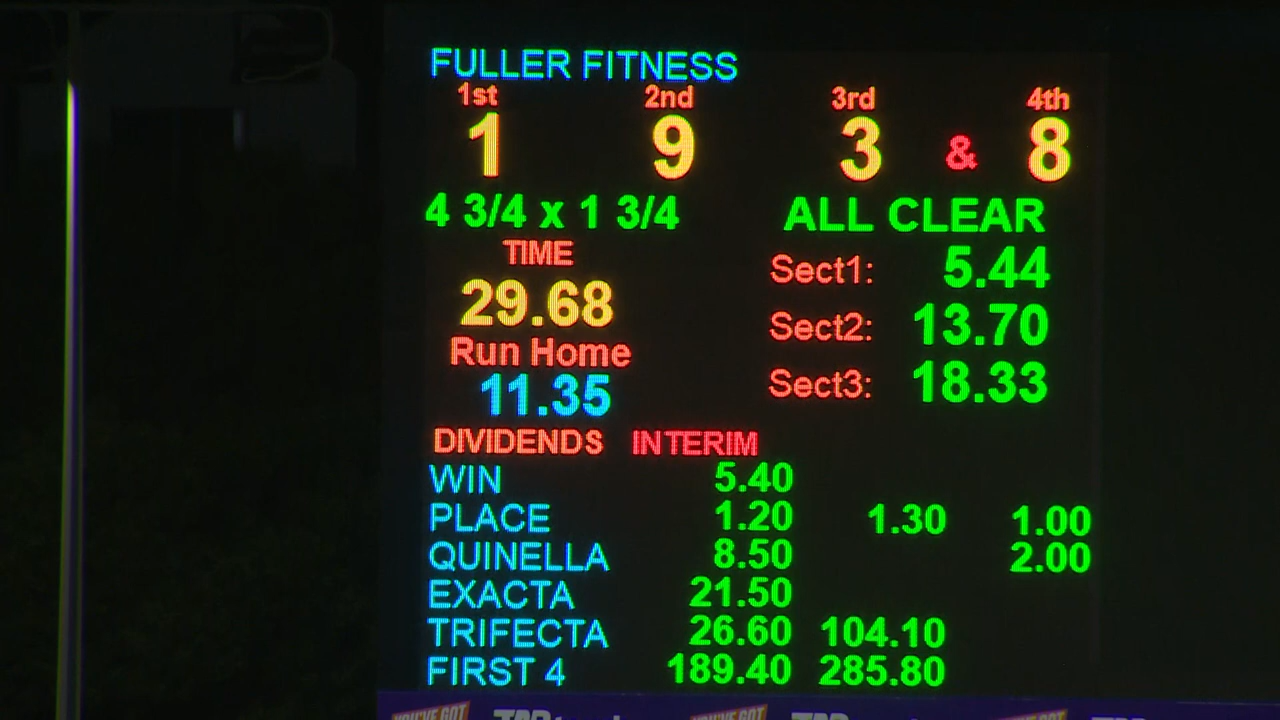 FULLER FITNESS
1st 2nd 3rd 4th
1 9 3 & 8
4 3/4 x 1 3/4 ALL CLEAR
TIME
Sect1: 5.44
29.68
Sect2: 13.70
Run Home
Sect3: 18.33
11.35
DIVIDENDS INTERIM
WIN 5.40
PLACE 1.20 1.30 1.00
QUINELLA 8.50 2.00
EXACTA 21.50
TRIFECTA 26.60 104.10
FIRST 4 189.40 285.80
YOU'VE GOT